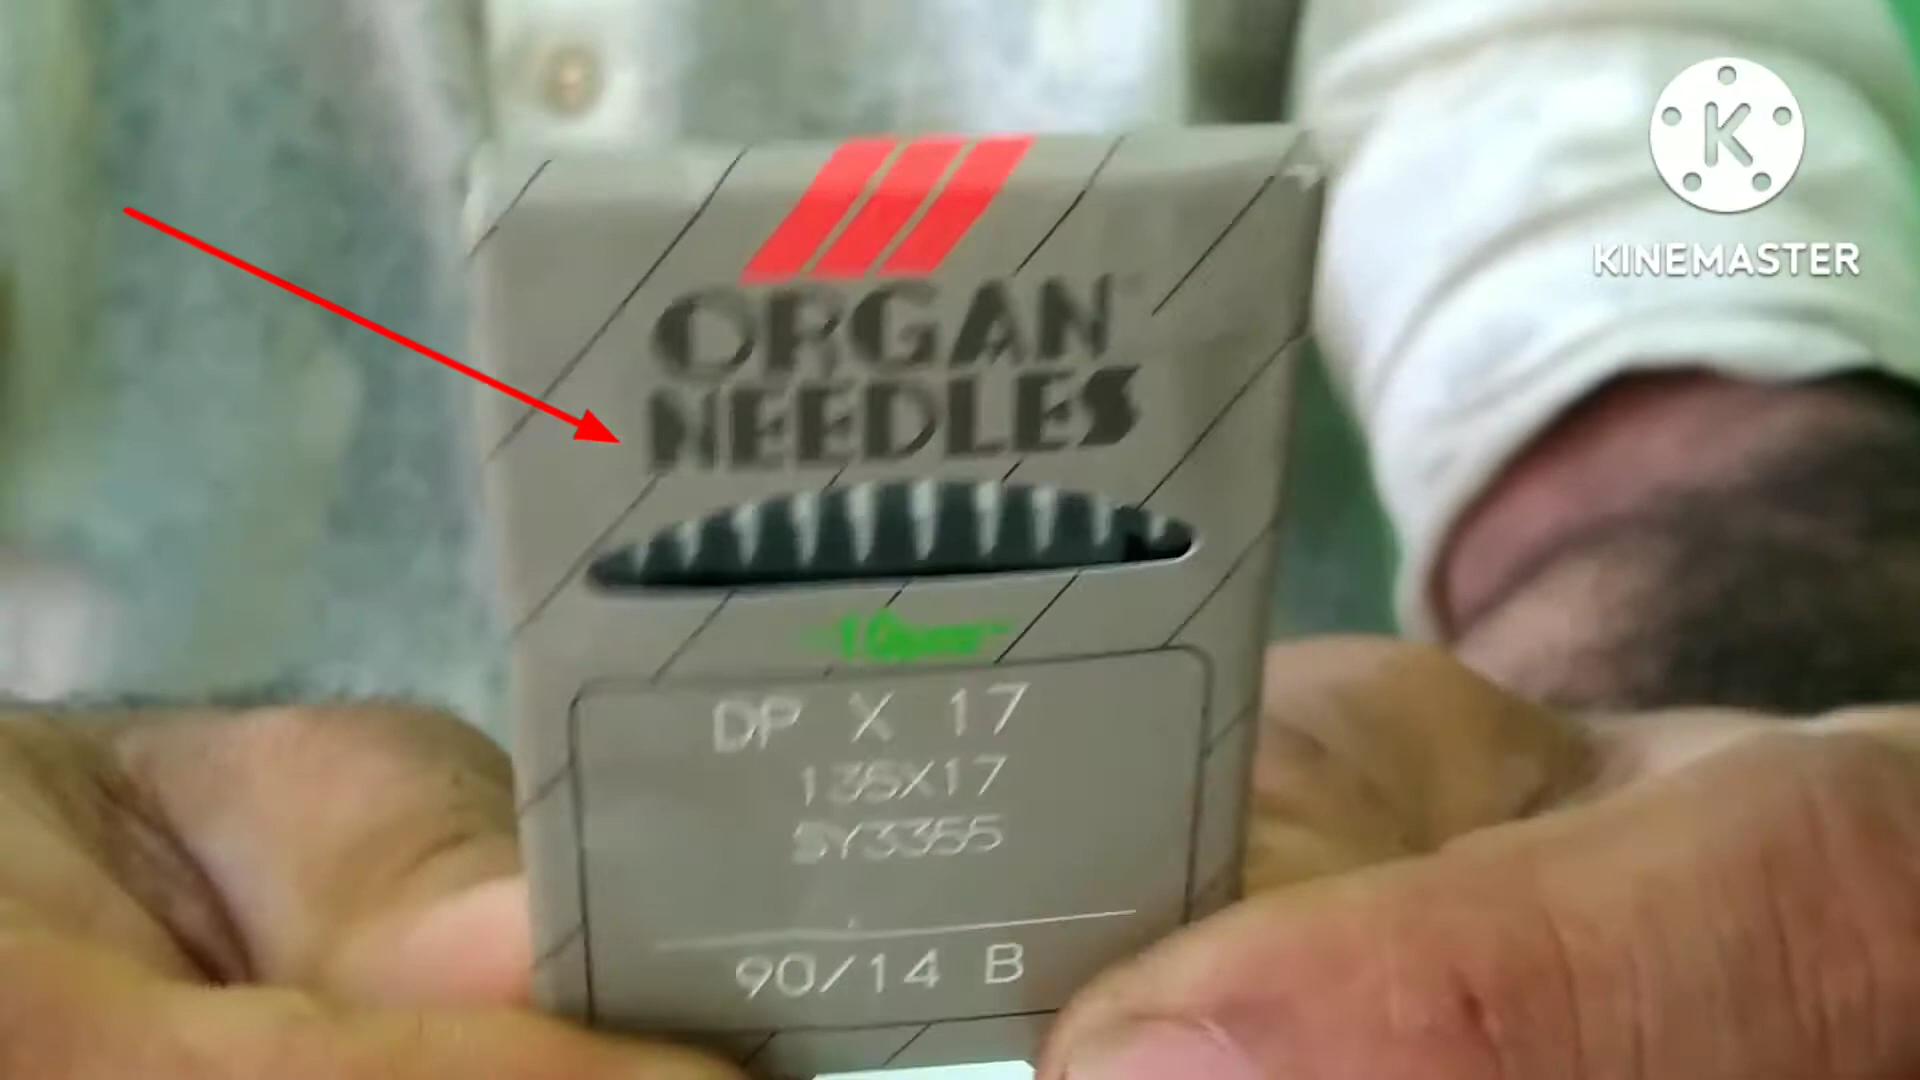 ORGAN
NEEDLES
DP X 17
135X17
SY3355
90/14 B
K
KINEMASTER